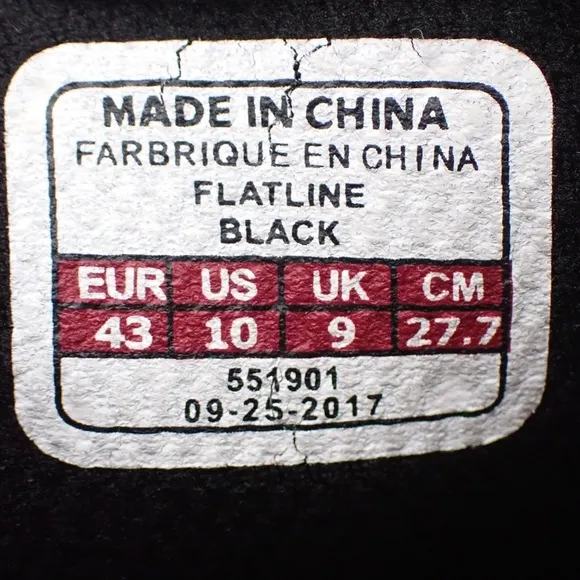 MADE IN CHINA
FARBRIQUE EN CHINA
FLATLINE
BLACK
EUR US UK CM
43 10 9 27.7
551901
09-25-2017